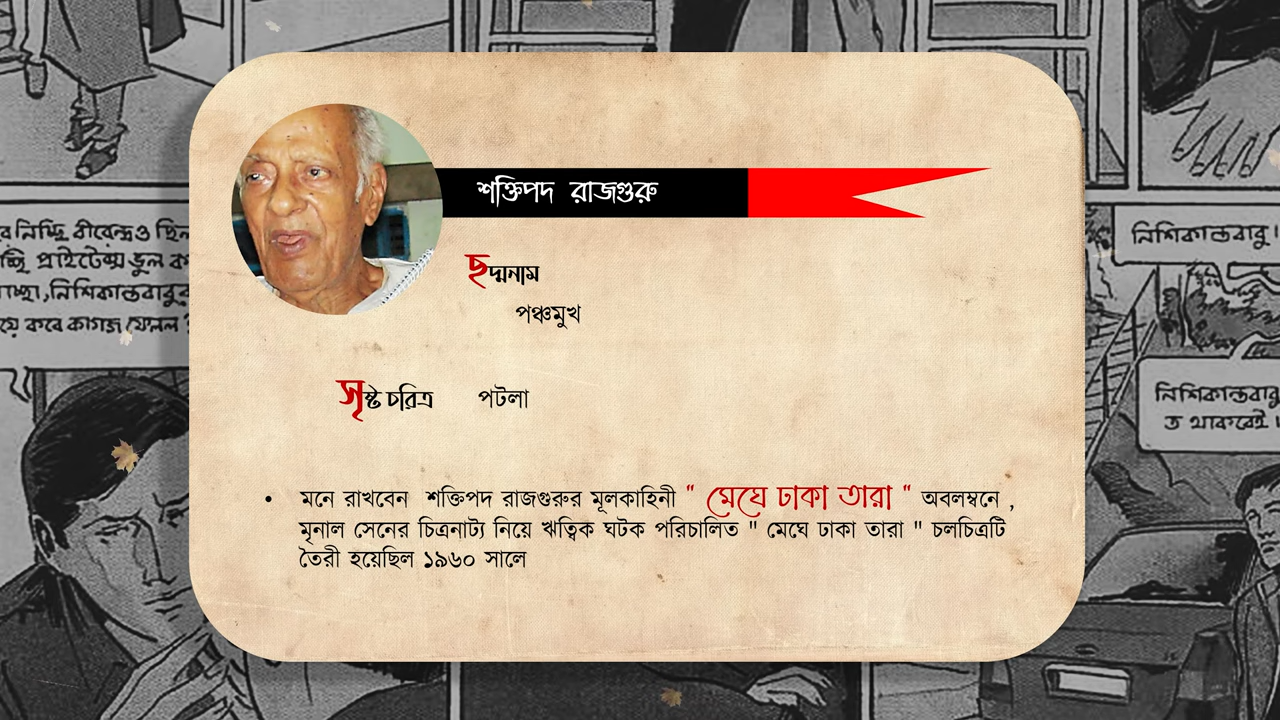 শক্তিপদ রাজগুরু
ছদ্মনাম
পঞ্চমুখ
সৃষ্ট চরিত্র পটলা
• মনে রাখবেন শক্তিপদ রাজগুরুর মূলকাহিনী " মেঘে ঢাকা তারা " অবলম্বনে ,
মৃনাল সেনের চিত্রনাট্য নিয়ে ঋত্বিক ঘটক পরিচালিত " মেঘে ঢাকা তারা " চলচিত্রটি
তৈরী হয়েছিল ১৯৬০ সালে
নিশিকান্তবাবু।
নিশিকান্তবাবু
ত থাকবেই।